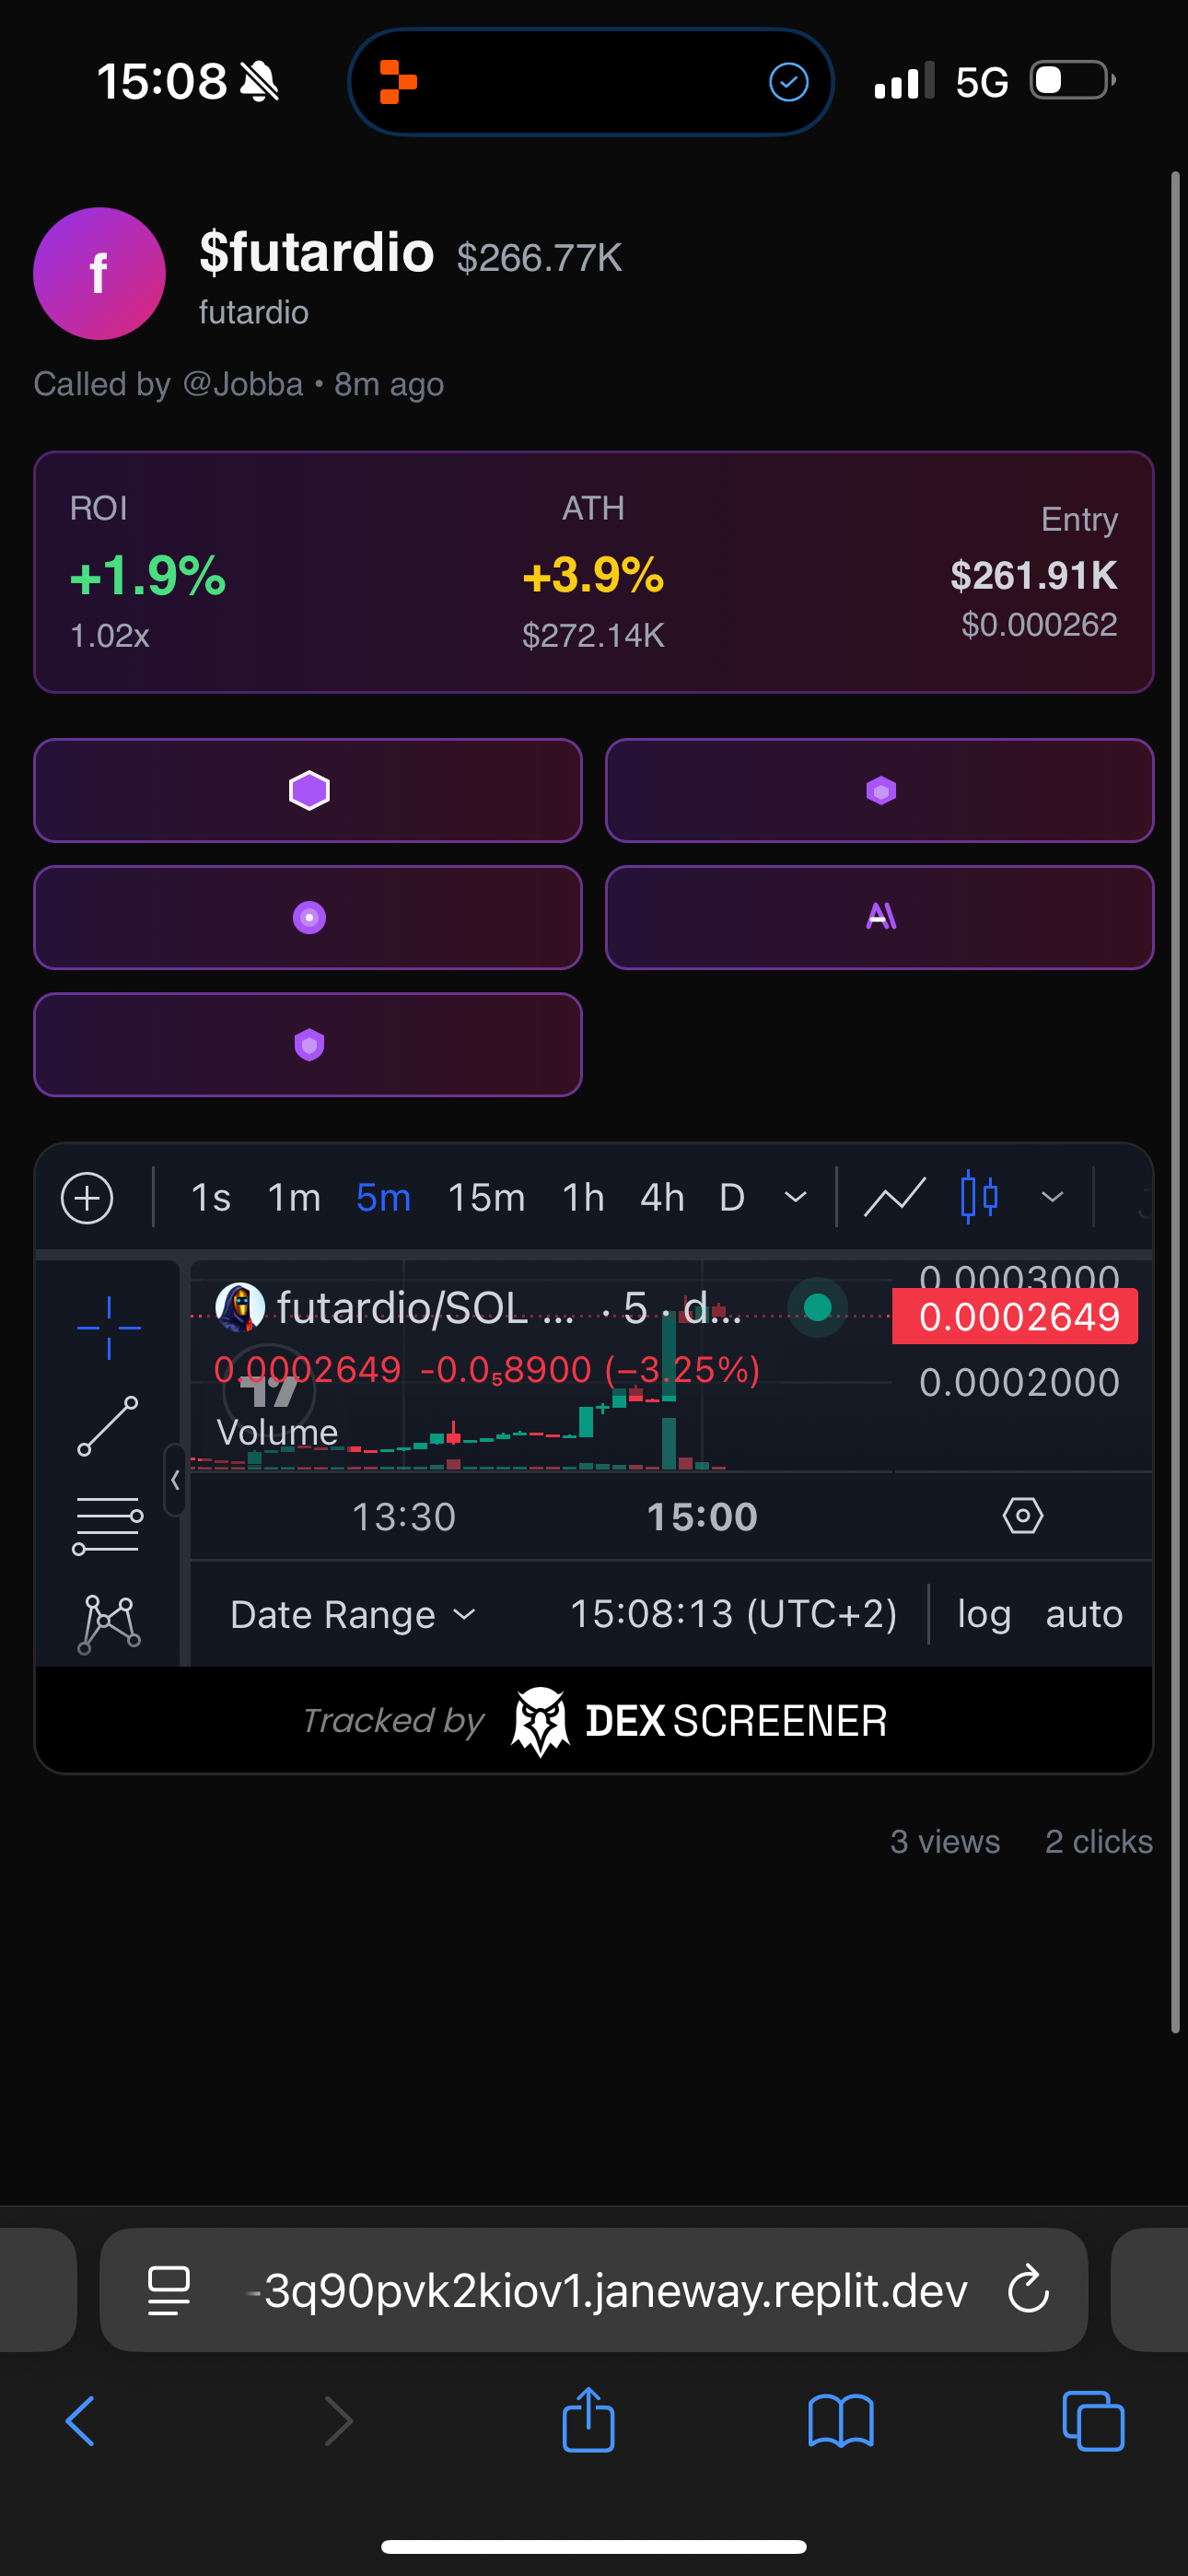 15:08
5G
f
$futardio $266.77K
futardio
Called by @Jobba • 8m ago
ROI
+1.9%
1.02x
ATH
+3.9%
$272.14K
Entry
$261.91K
$0.000262
1s 1m 5m 15m 1h 4h D
futardio/SOL ... · 5 · d...
0.0002649 -0.0₅8900 (−3.25%)
Volume
0.0003000
0.0002649
0.0002000
13:30 15:00
Date Range 15:08:13 (UTC+2) log auto
Tracked by DEX SCREENER
3 views 2 clicks
-3q90pvk2kiov1.janeway.replit.dev